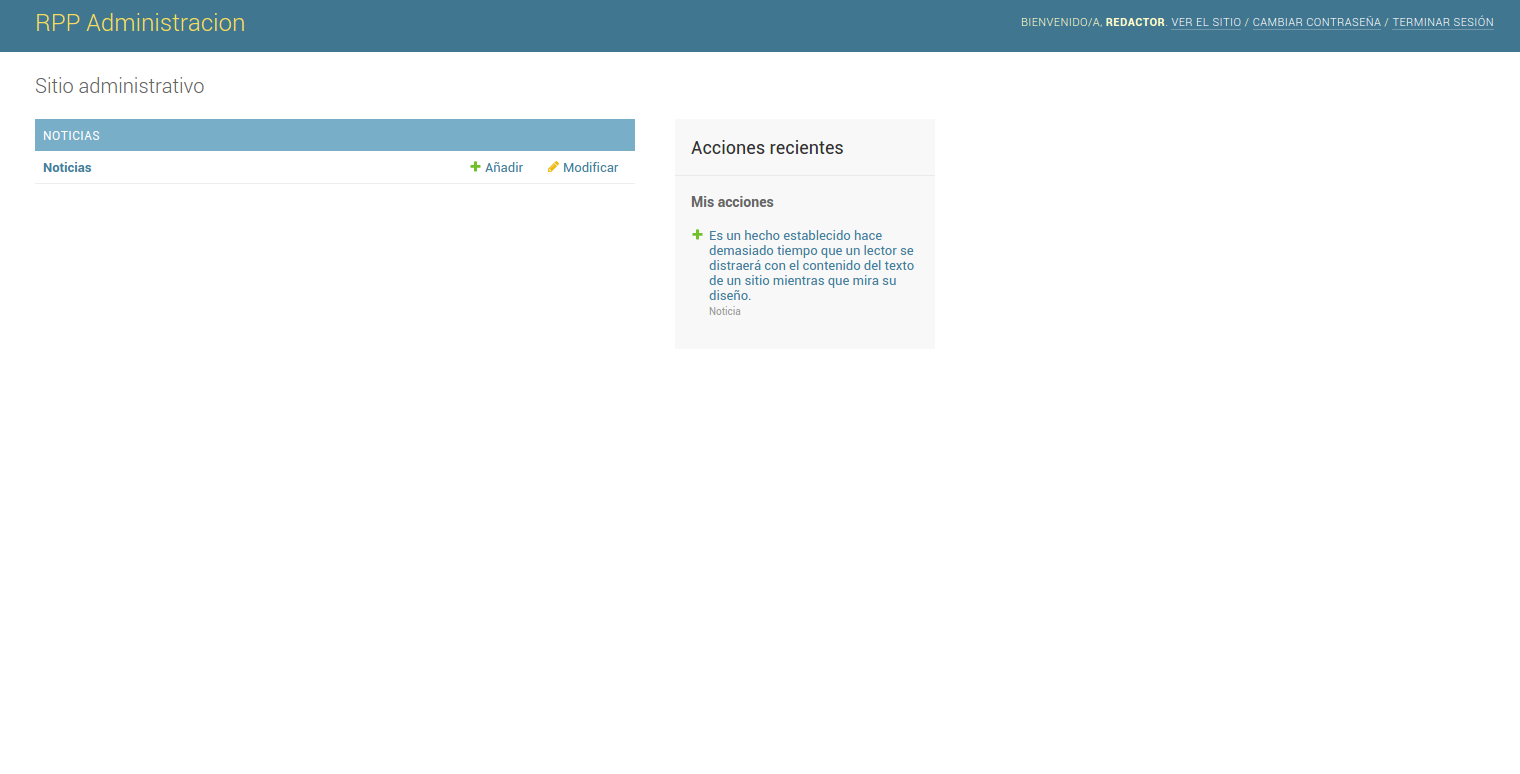 RPP Administracion
BIENVENIDO/A, REDACTOR. VER EL SITIO / CAMBIAR CONTRASEÑA / TERMINAR SESIÓN
Sitio administrativo
NOTICIAS
Noticias Añadir Modificar
Acciones recientes
Mis acciones
Es un hecho establecido hace
demasiado tiempo que un lector se
distraerá con el contenido del texto
de un sitio mientras que mira su
diseño.
Noticia